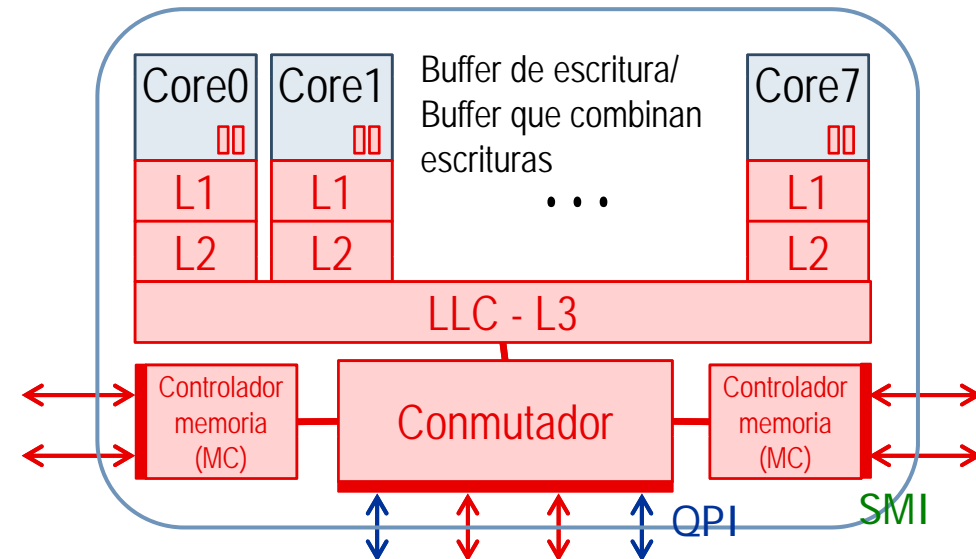 Core0
Core1
Buffer de escritura/
Buffer que combinan
escrituras
Core7
L1
L1
• • •
L1
L2
L2
L2
LLC - L3
Controlador
memoria
(MC)
Conmutador
Controlador
memoria
(MC)
QPI
SMI